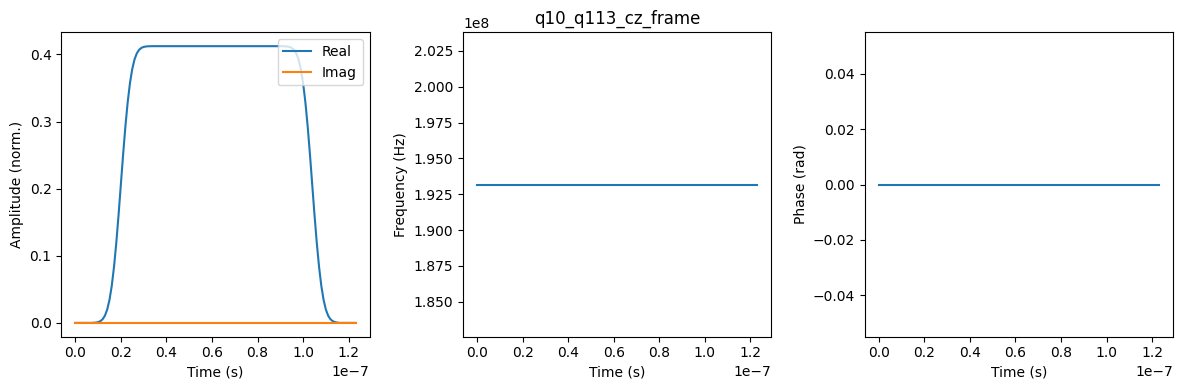 q10_q113_cz_frame
Real
Imag
Amplitude (norm.)
0.4
0.3
0.2
0.1
0.0
0.0 0.2 0.4 0.6 0.8 1.0 1.2
Time (s)
1e−7
1e8
Frequency (Hz)
2.025
2.000
1.975
1.950
1.925
1.900
1.875
1.850
0.0 0.2 0.4 0.6 0.8 1.0 1.2
Time (s)
1e−7
Phase (rad)
0.04
0.02
0.00
−0.02
−0.04
0.0 0.2 0.4 0.6 0.8 1.0 1.2
Time (s)
1e−7